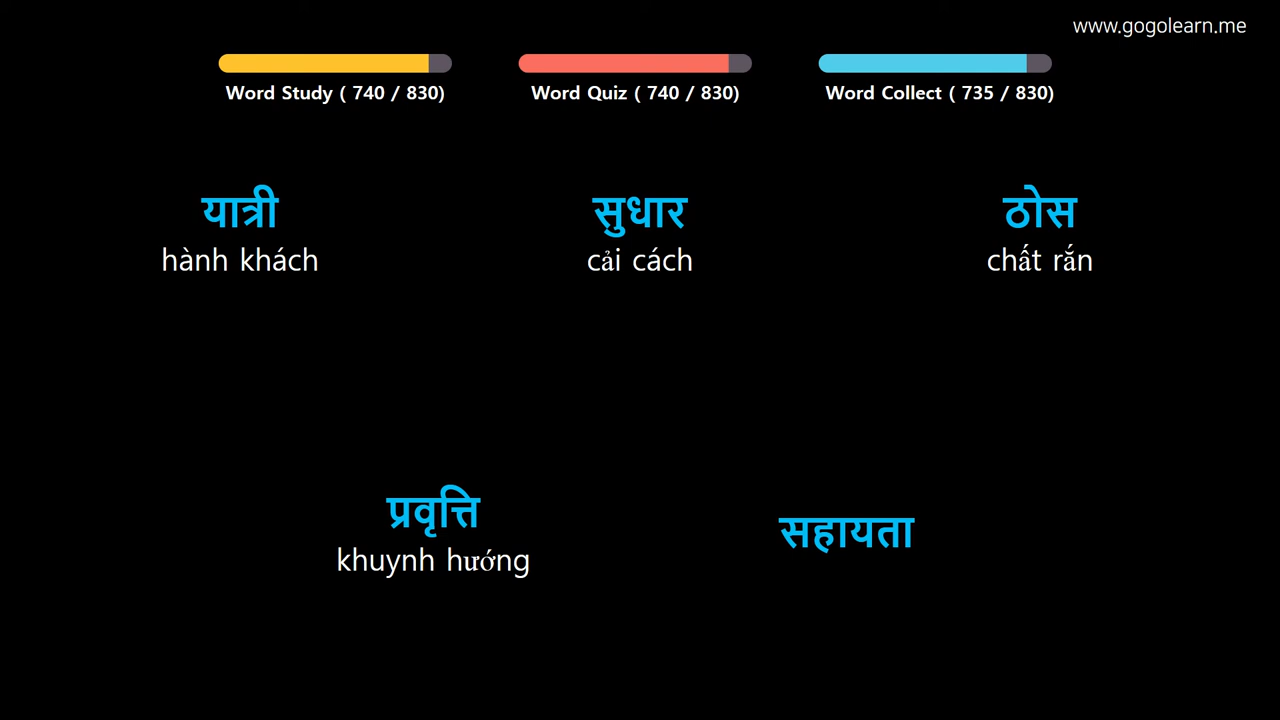 www.gogolearn.me
Word Study ( 740 / 830)
Word Quiz ( 740 / 830)
Word Collect ( 735 / 830)
यात्री
hành khách
सुधार
cải cách
ठोस
chất rắn
प्रवृत्ति
khuynh hướng
सहायता